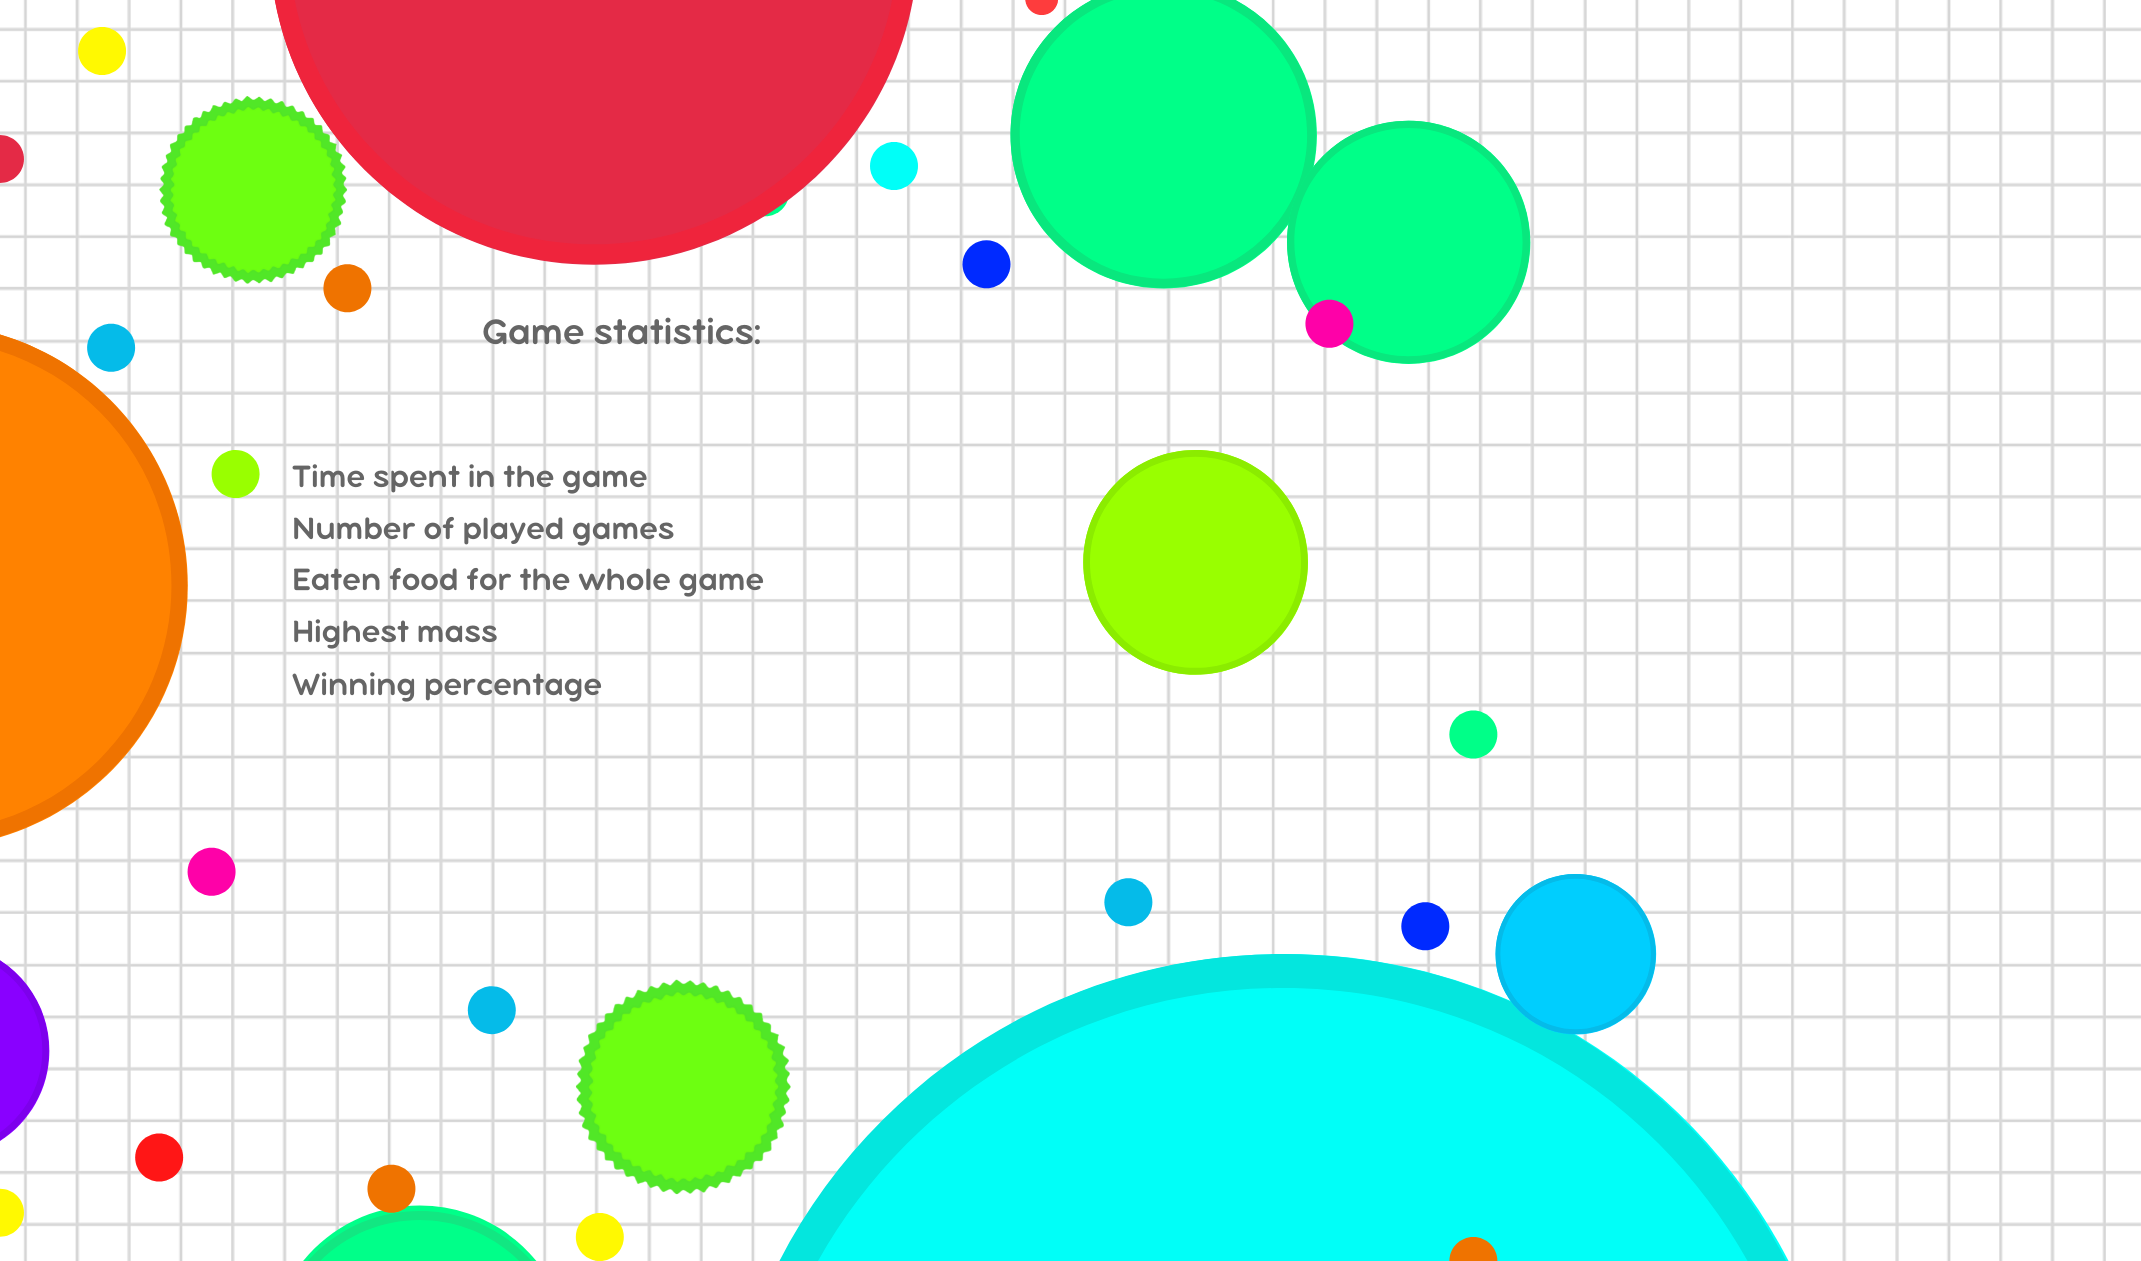 Game statistics:
Time spent in the game
Number of played games
Eaten food for the whole game
Highest mass
Winning percentage